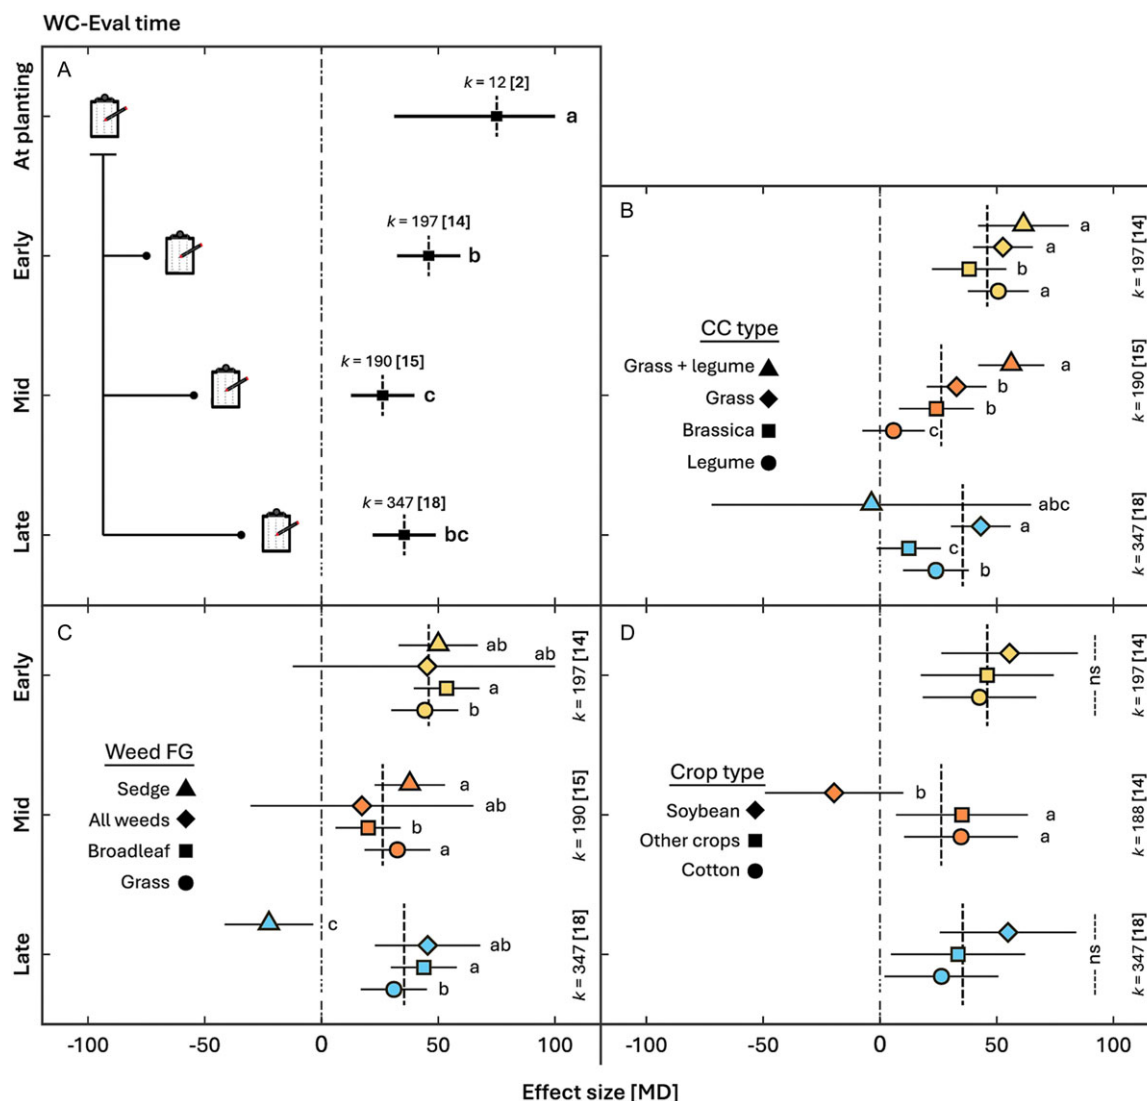 WC-Eval time
A
At planting
k = 12 [2]
a
Early
k = 197 [14]
b
Mid
k = 190 [15]
c
Late
k = 347 [18]
bc
B
CC type
Grass + legume
Grass
Brassica
Legume
a
a
b
a
k = 197 [14]
a
b
b
c
k = 190 [15]
abc
a
c
b
k = 347 [18]
C
Early
Mid
Late
Weed FG
Sedge
All weeds
Broadleaf
Grass
ab
ab
a
b
k = 197 [14]
a
ab
b
a
k = 190 [15]
c
ab
a
b
k = 347 [18]
D
Crop type
Soybean
Other crops
Cotton
ns
k = 197 [14]
b
a
a
k = 188 [14]
ns
k = 347 [18]
-100 -50 0 50 100
-100 -50 0 50 100
Effect size [MD]